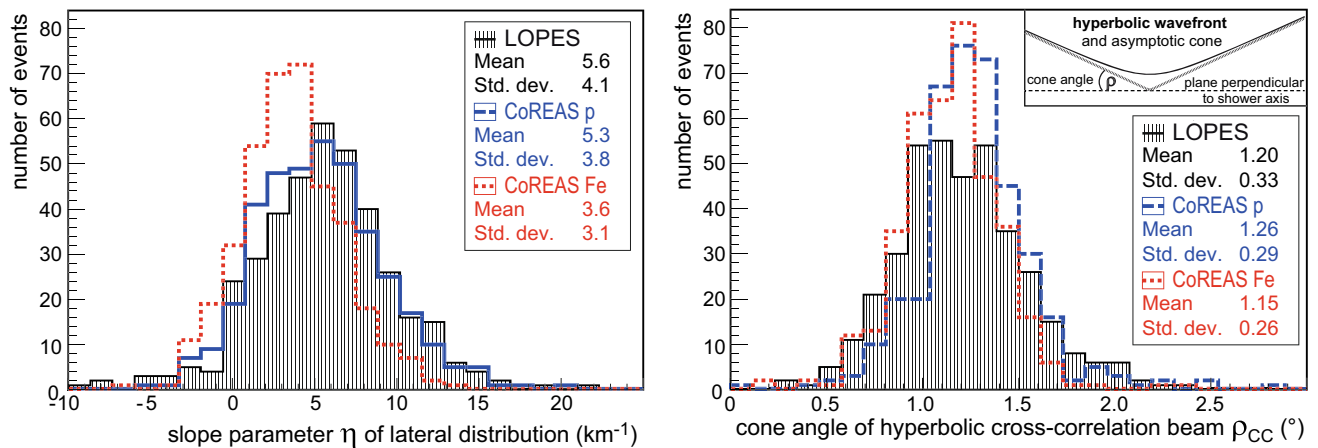 number of events
80
70
60
50
40
30
20
10
0
-10
-5
0
5
10
15
20
slope parameter η of lateral distribution (km⁻¹)
LOPES
Mean 5.6
Std. dev. 4.1
CoREAS p
Mean 5.3
Std. dev. 3.8
CoREAS Fe
Mean 3.6
Std. dev. 3.1
number of events
80
70
60
50
40
30
20
10
0
0
0.5
1.0
1.5
2.0
2.5
cone angle of hyperbolic cross-correlation beam ρCC (°)
hyperbolic wavefront
and asymptotic cone
cone angle
ρ
plane perpendicular
to shower axis
LOPES
Mean 1.20
Std. dev. 0.33
CoREAS p
Mean 1.26
Std. dev. 0.29
CoREAS Fe
Mean 1.15
Std. dev. 0.26